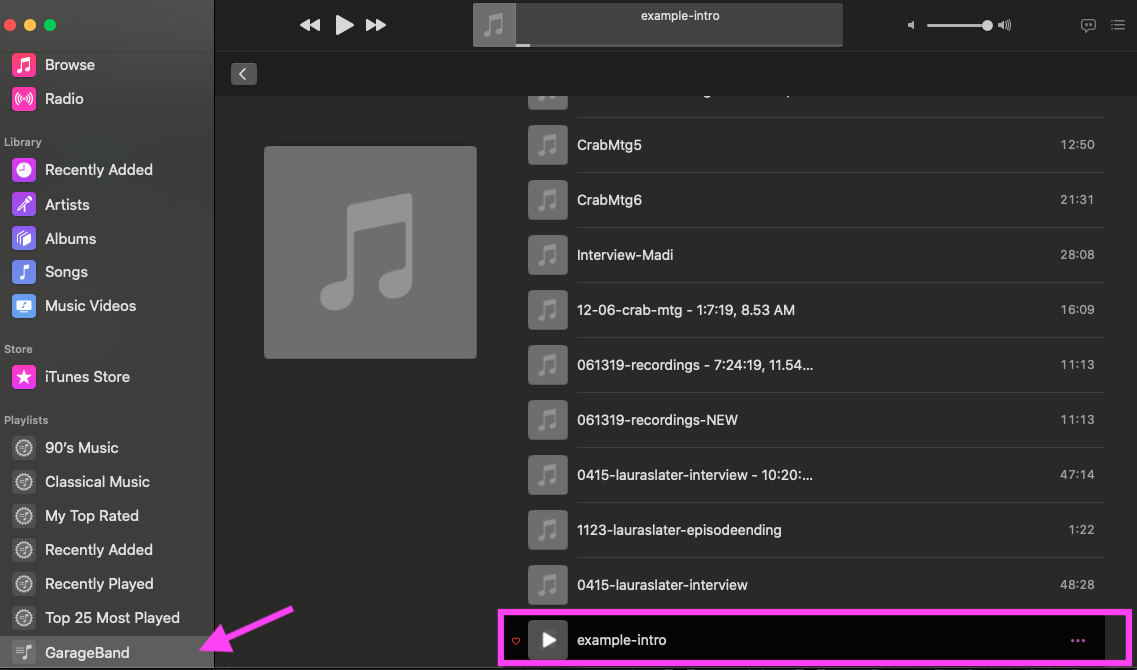 example-intro
Browse
Radio
Library
Recently Added
Artists
Albums
Songs
Music Videos
Store
iTunes Store
Playlists
90's Music
Classical Music
My Top Rated
Recently Added
Recently Played
Top 25 Most Played
GarageBand
CrabMtg5 12:50
CrabMtg6 21:31
Interview-Madi 28:08
12-06-crab-mtg - 1:7:19, 8.53 AM 16:09
061319-recordings - 7:24:19, 11.54... 11:13
061319-recordings-NEW 11:13
0415-lauraslater-interview - 10:20:... 47:14
1123-lauraslater-episodeending 1:22
0415-lauraslater-interview 48:28
example-intro